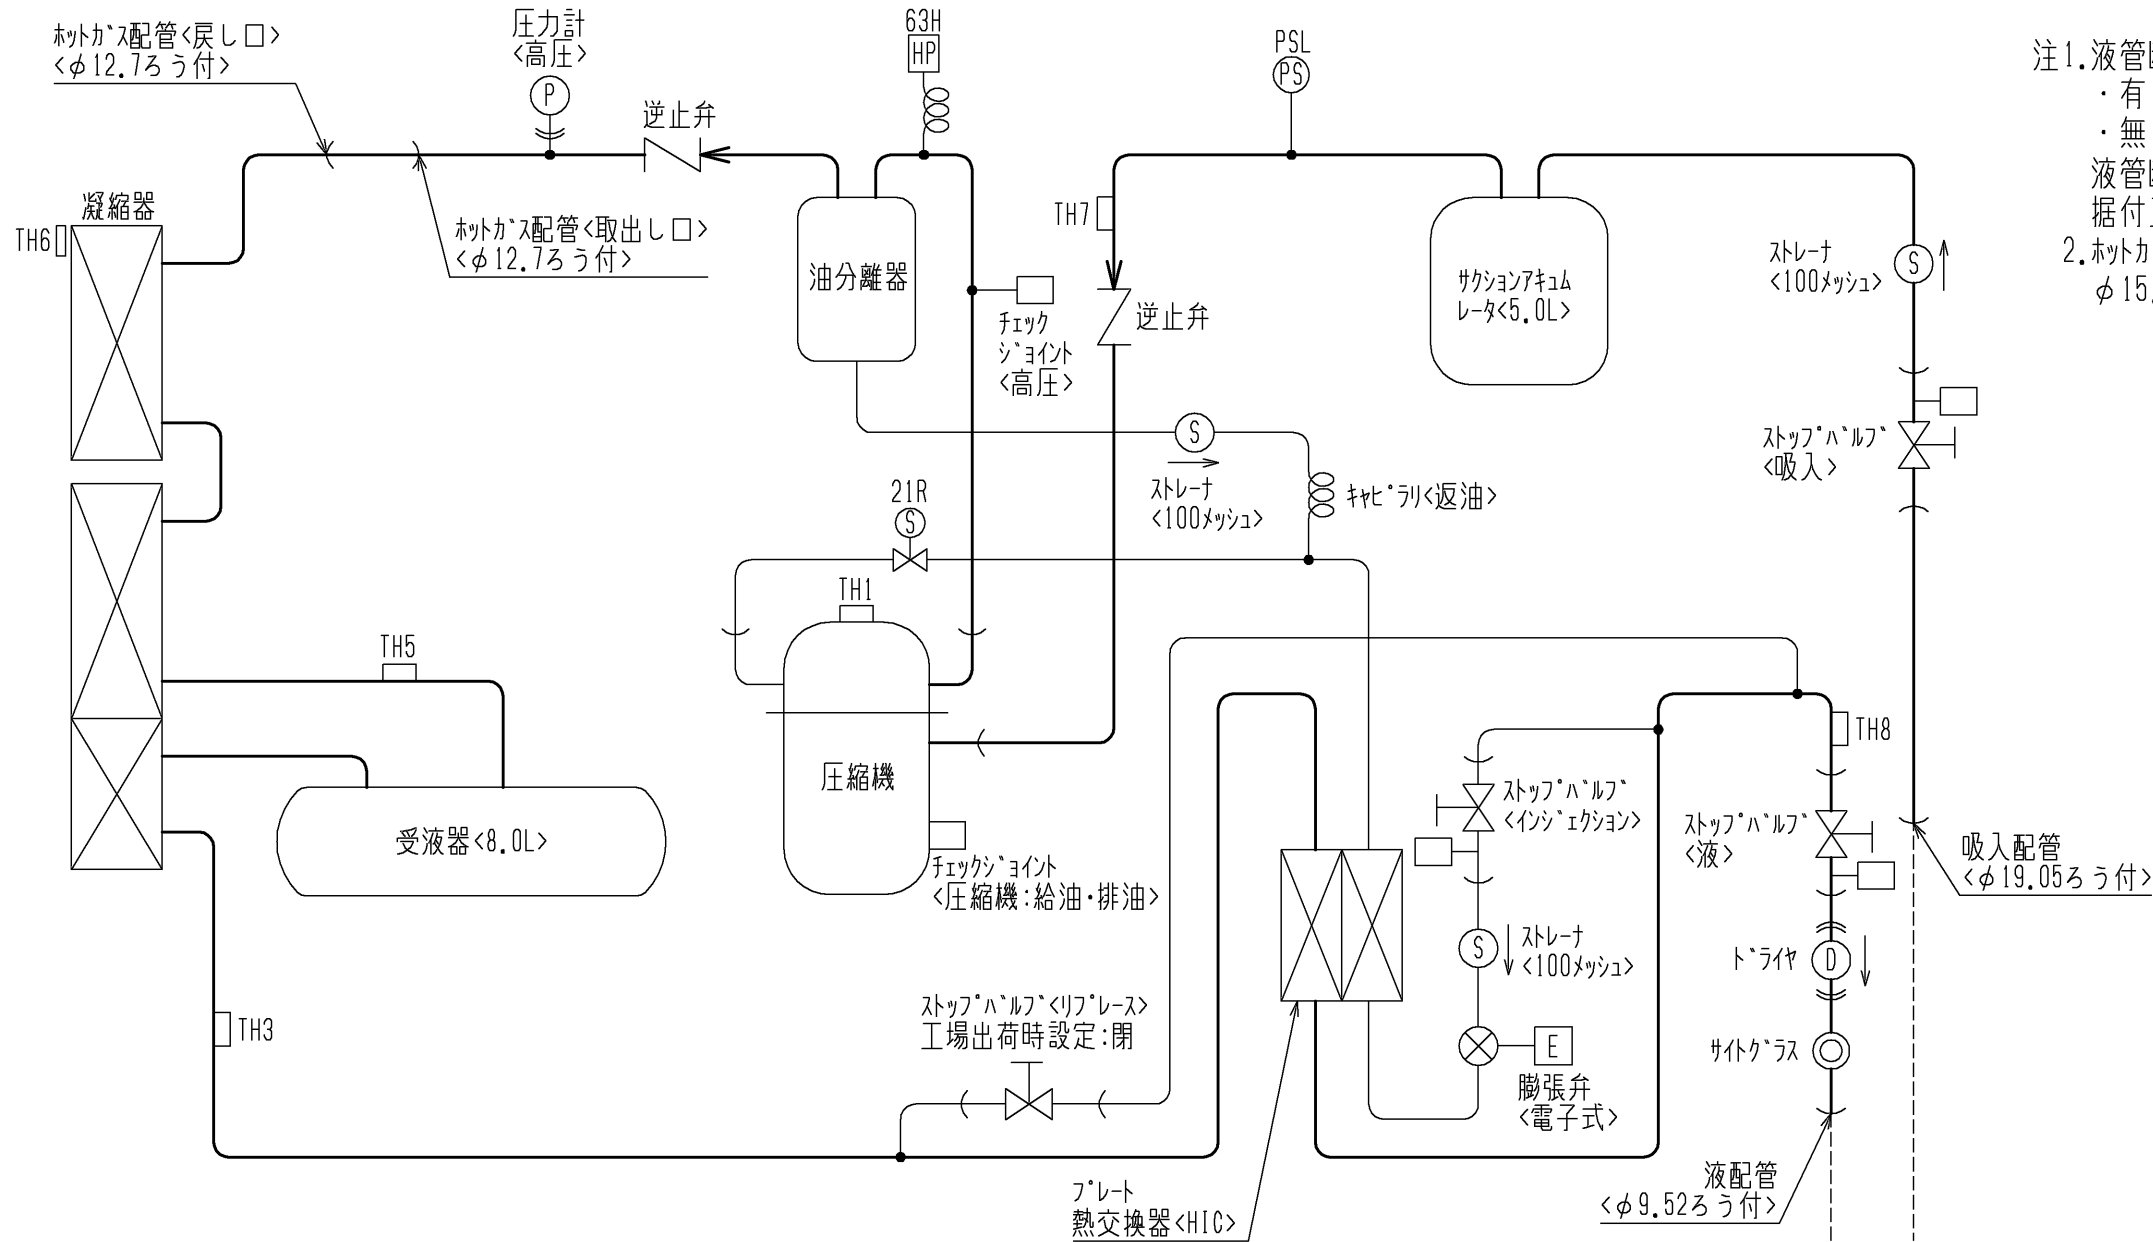 ホットガス配管<戻し口>
<φ12.7ろう付>
圧力計
<高圧>
P
63H
HP
逆止弁
PSL
PS
注1.液管
・有
・無
液管
据付
2.ホットカ
φ15.
凝縮器
TH6
ホットガス配管<取出し口>
<φ12.7ろう付>
油分離器
チェック
ジョイント
<高圧>
TH7
逆止弁
サクションアキュム
レータ<5.0L>
ストレーナ
<100メッシュ>
S
ストップバルブ
<吸入>
S
ストレーナ
<100メッシュ>
キャピラリ<返油>
21R
S
TH1
TH5
圧縮機
受液器<8.0L>
チェックジョイント
<圧縮機:給油・排油>
TH8
ストップバルブ
<インジェクション>
ストップバルブ
<液>
吸入配管
<φ19.05ろう付>
S
ストレーナ
<100メッシュ>
ドライヤ
D
TH3
ストップバルブ<リプレース>
工場出荷時設定:閉
E
膨張弁
<電子式>
サイトグラス
プレート
熱交換器<HIC>
液配管
<φ9.52ろう付>